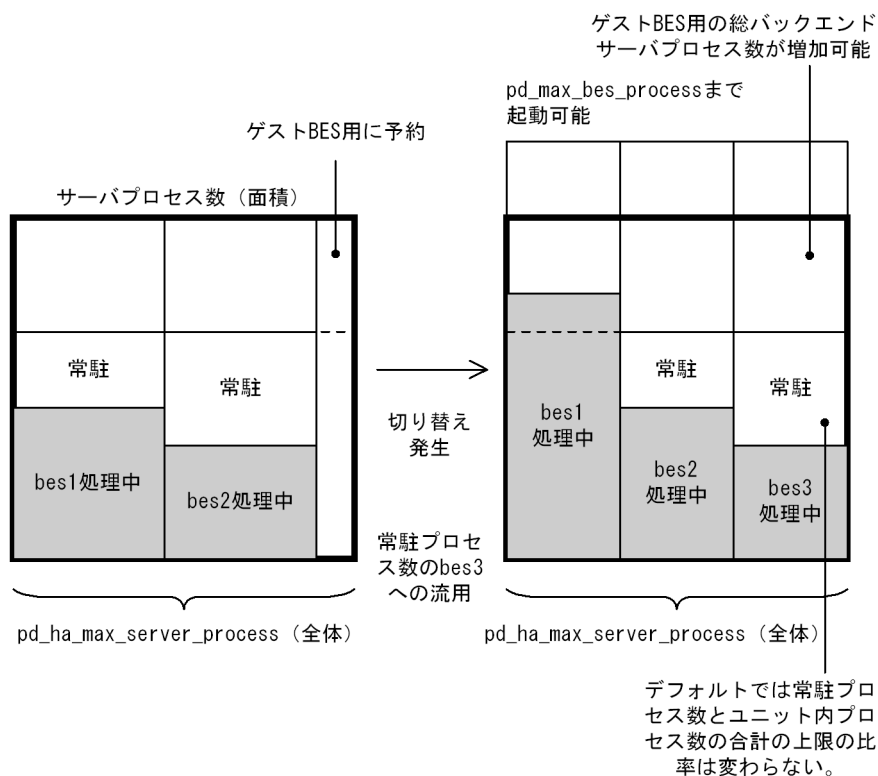 ゲストBES用の総バックエンド
サーバプロセス数が増加可能
pd_max_bes_processまで
起動可能
ゲストBES用に予約
サーバプロセス数（面積）
常駐
常駐
bes1処理中
bes2処理中
切り替え
発生
常駐プロセ
ス数のbes3
への流用
常駐
常駐
bes1
処理中
bes2
処理中
bes3
処理中
pd_ha_max_server_process（全体）
pd_ha_max_server_process（全体）
デフォルトでは常駐プロ
セス数とユニット内プロ
セス数の合計の上限の比
率は変わらない。